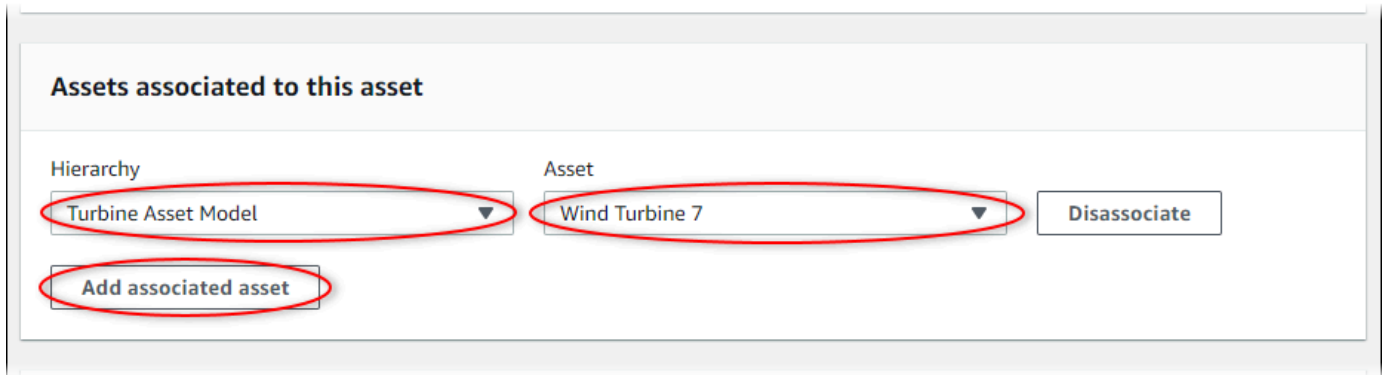 Assets associated to this asset
Hierarchy
Asset
Turbine Asset Model
Wind Turbine 7
Disassociate
Add associated asset